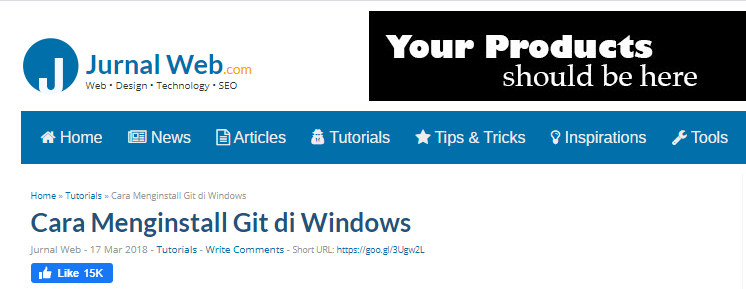 Your Products
should be here
Jurnal Web.com
Web • Design • Technology • SEO
Home News Articles Tutorials Tips & Tricks Inspirations Tools
Home » Tutorials » Cara Menginstall Git di Windows
Cara Menginstall Git di Windows
Jurnal Web - 17 Mar 2018 - Tutorials - Write Comments - Short URL: https://goo.gl/3Ugw2L
Like 15K